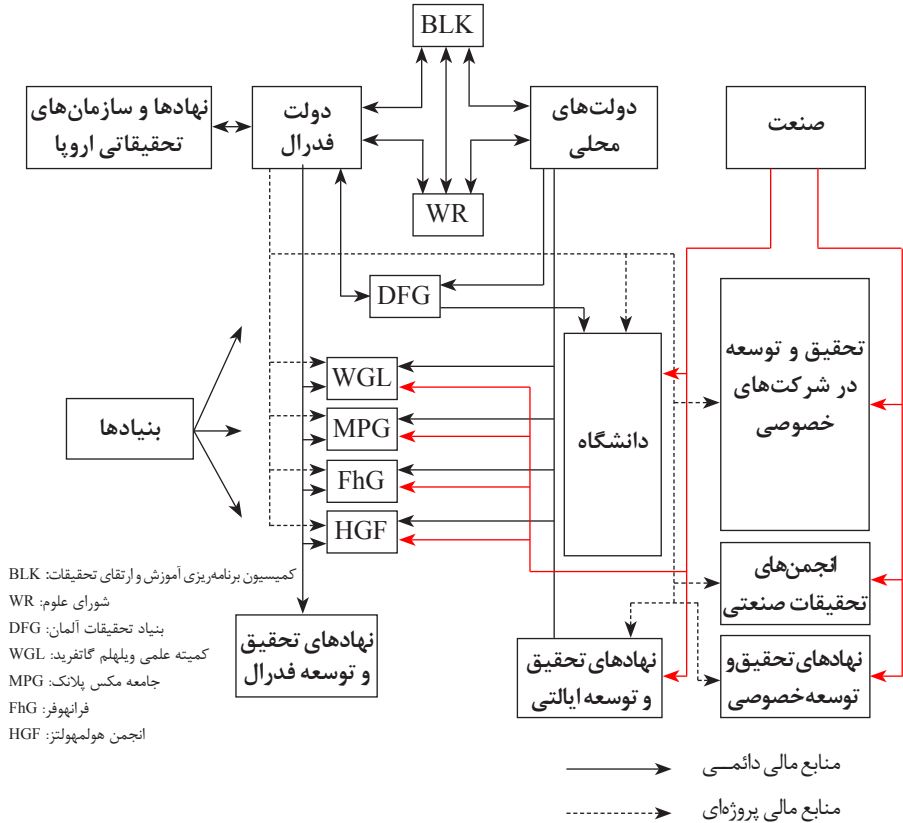 BLK
نهادها و سازمان‌های
تحقیقاتی اروپا
دولت
فدرال
دولت‌های
محلی
صنعت
WR
DFG
بنیادها
WGL
MPG
FhG
HGF
دانشگاه
تحقیق و توسعه
در شرکت‌های
خصوصی
انجمن‌های
تحقیقات صنعتی
نهادهای تحقیق
و توسعه فدرال
نهادهای تحقیق
و توسعه ایالتی
نهادهای تحقیق‌و
توسعه‌خصوصی
کمیسیون برنامه‌ریزی آموزش و ارتقای تحقیقات: BLK
شورای علوم: WR
بنیاد تحقیقات آلمان: DFG
کمیته علمی ویلهلم گاتفرید: WGL
جامعه مکس پلانک: MPG
فرانهوفر: FhG
انجمن هولمهولتز: HGF
منابع مالی دائمــی
منابع مالی پروژه‌ای